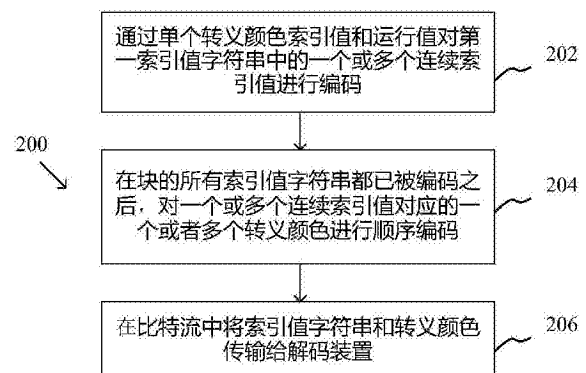 通过单个转义颜色索引值和运行值对第
一索引值字符串中的一个或多个连续索
引值进行编码
202
200
在块的所有索引值字符串都已被编码之
后，对一个或多个连续索引值对应的一
个或者多个转义颜色进行顺序编码
204
在比特流中将索引值字符串和转义颜色
传输给解码装置
206